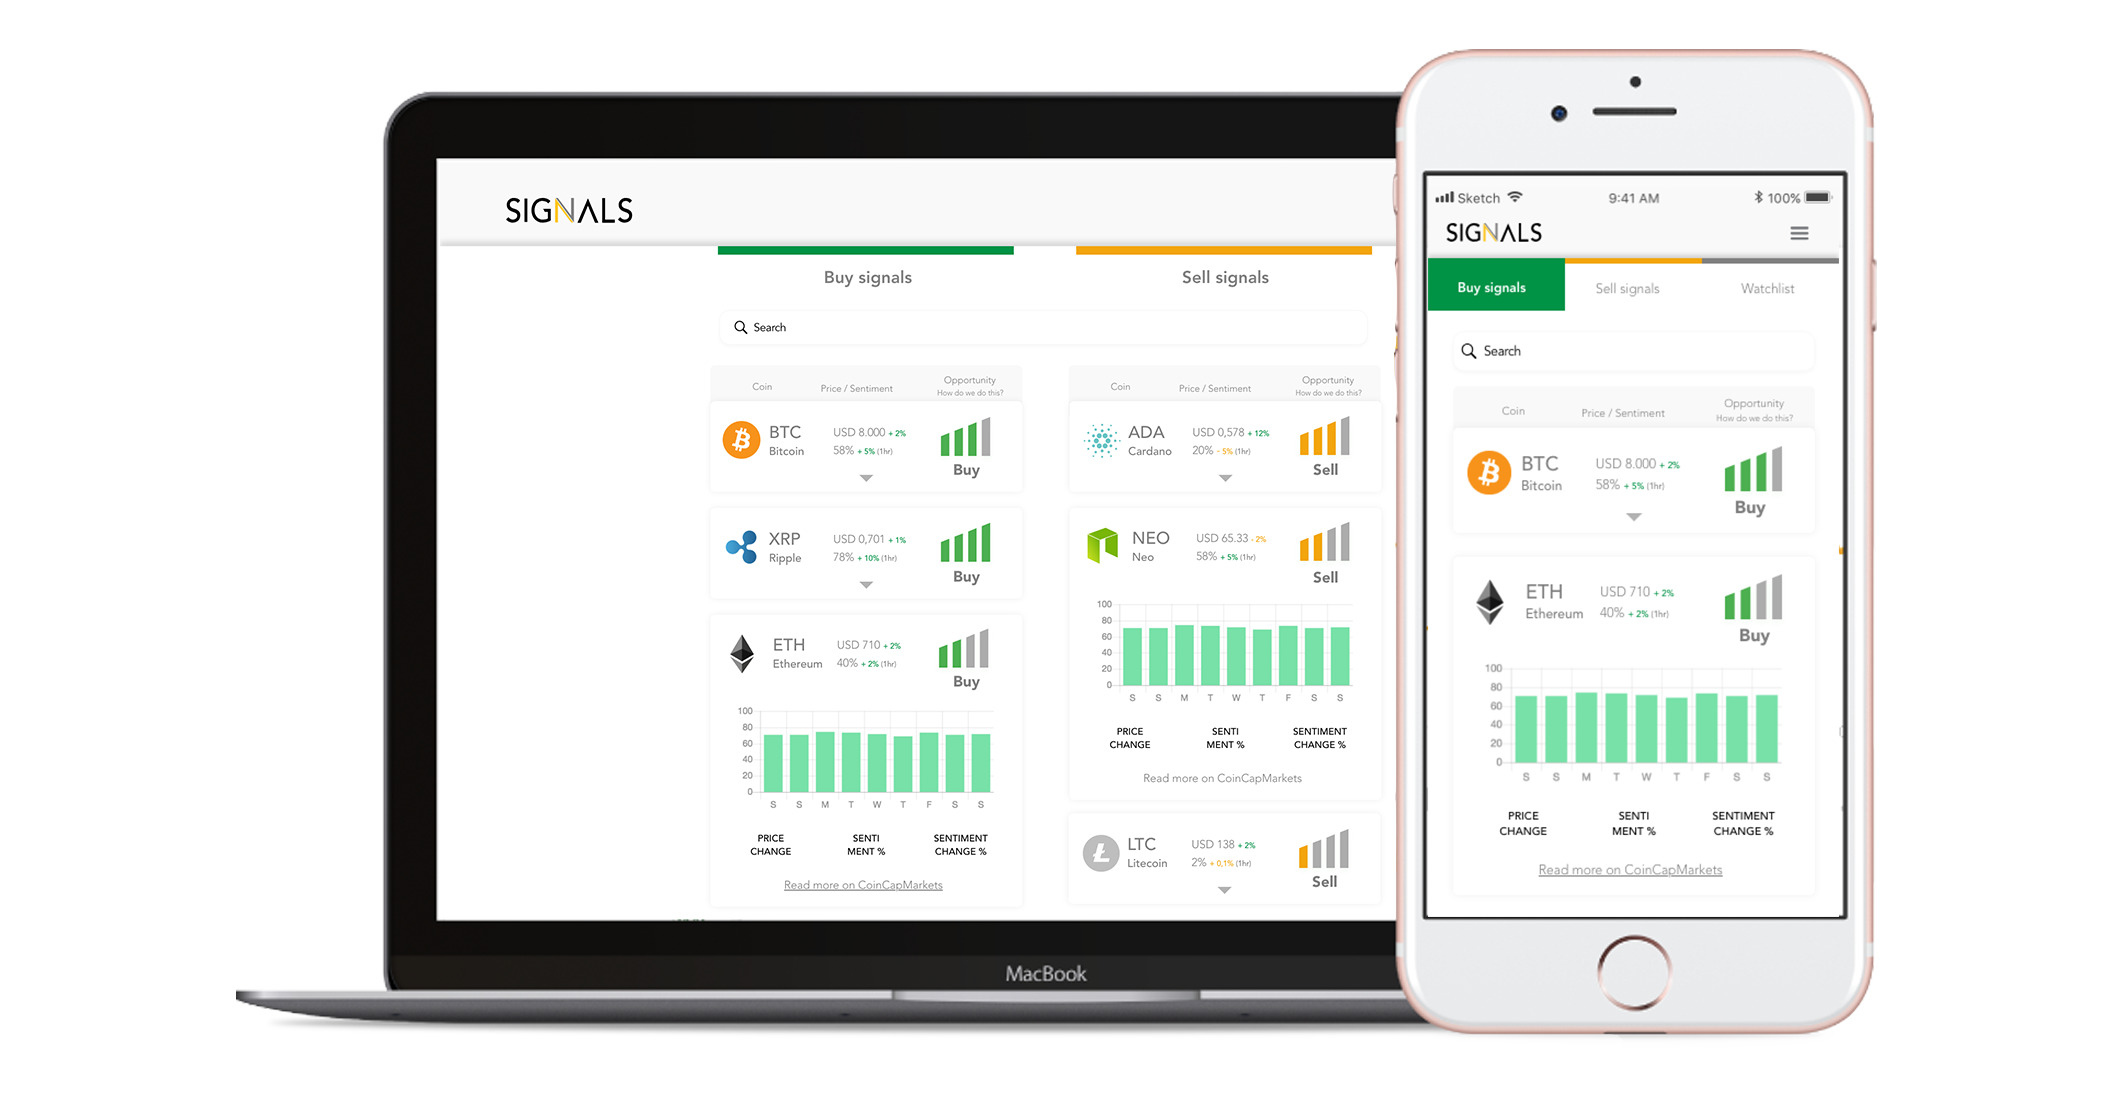 SIGNALS
Buy signals
Sell signals
Search
Coin
Price / Sentiment
Opportunity
How do we do this?
BTC
Bitcoin
USD 8.000 + 2%
58% + 5% (1hr)
Buy
XRP
Ripple
USD 0,701 + 1%
78% + 10% (1hr)
Buy
ETH
Ethereum
USD 710 + 2%
40% + 2% (1hr)
Buy
100
80
60
40
20
0
S S M T W T F S S
PRICE
CHANGE
SENTI
MENT %
SENTIMENT
CHANGE %
Read more on CoinCapMarkets
Coin
Price / Sentiment
Opportunity
How do we do this?
ADA
Cardano
USD 0,578 + 12%
20% - 5% (1hr)
Sell
NEO
Neo
USD 65.33 - 2%
58% + 5% (1hr)
Sell
100
80
60
40
20
0
S S M T W T F S S
PRICE
CHANGE
SENTI
MENT %
SENTIMENT
CHANGE %
Read more on CoinCapMarkets
LTC
Litecoin
USD 138 + 2%
2% + 0,1% (1hr)
Sell
MacBook
Sketch
9:41 AM
100%
SIGNALS
Buy signals
Sell signals
Watchlist
Search
Coin
Price / Sentiment
Opportunity
How do we do this?
BTC
Bitcoin
USD 8.000 + 2%
58% + 5% (1hr)
Buy
ETH
Ethereum
USD 710 + 2%
40% + 2% (1hr)
Buy
100
80
60
40
20
0
S S M T W T F S S
PRICE
CHANGE
SENTI
MENT %
SENTIMENT
CHANGE %
Read more on CoinCapMarkets